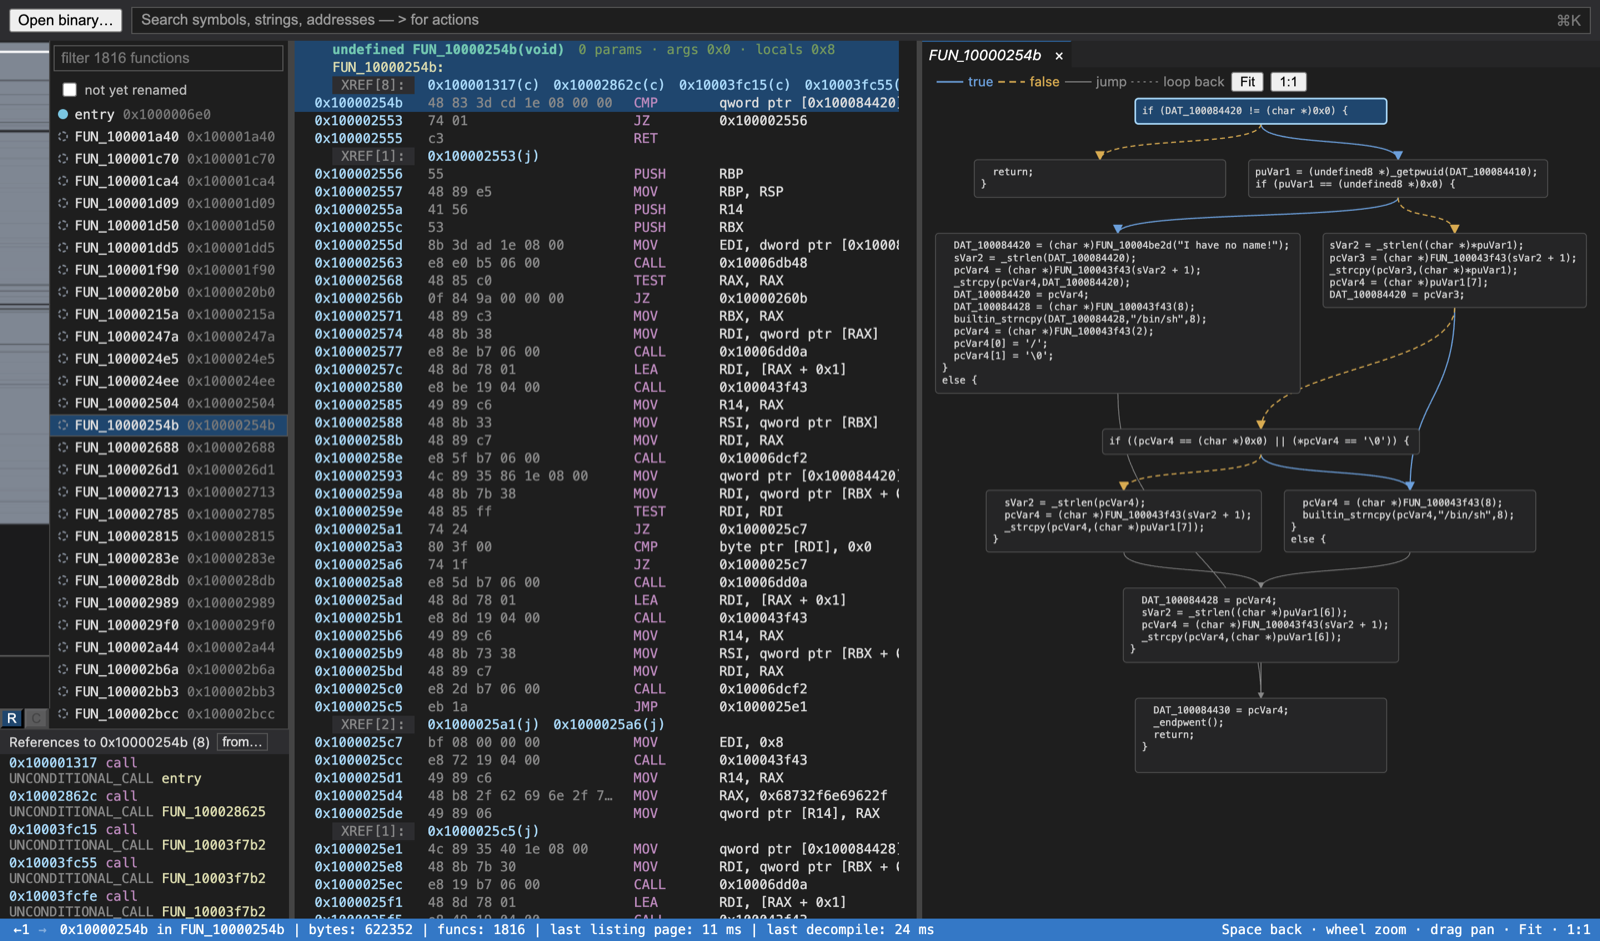 Open binary… Search symbols, strings, addresses — > for actions ⌘K
filter 1816 functions
not yet renamed
entry 0x1000006e0
FUN_100001a40 0x100001a40
FUN_100001c70 0x100001c70
FUN_100001ca4 0x100001ca4
FUN_100001d09 0x100001d09
FUN_100001d50 0x100001d50
FUN_100001dd5 0x100001dd5
FUN_100001f90 0x100001f90
FUN_1000020b0 0x1000020b0
FUN_10000215a 0x10000215a
FUN_10000247a 0x10000247a
FUN_1000024e5 0x1000024e5
FUN_1000024ee 0x1000024ee
FUN_100002504 0x100002504
FUN_10000254b 0x10000254b
FUN_100002688 0x100002688
FUN_1000026d1 0x1000026d1
FUN_100002713 0x100002713
FUN_100002785 0x100002785
FUN_100002815 0x100002815
FUN_10000283e 0x10000283e
FUN_1000028db 0x1000028db
FUN_100002989 0x100002989
FUN_1000029f0 0x1000029f0
FUN_100002a44 0x100002a44
FUN_100002b6a 0x100002b6a
FUN_100002bb3 0x100002bb3
FUN_100002bcc 0x100002bcc
R C
References to 0x10000254b (8) from…
0x100001317 call
UNCONDITIONAL_CALL entry
0x10002862c call
UNCONDITIONAL_CALL FUN_100028625
0x10003fc15 call
UNCONDITIONAL_CALL FUN_10003f7b2
0x10003fc55 call
UNCONDITIONAL_CALL FUN_10003f7b2
0x10003fcfe call
UNCONDITIONAL_CALL FUN_10003f7b2
undefined FUN_10000254b(void) 0 params · args 0x0 · locals 0x8
FUN_10000254b:
XREF[8]: 0x100001317(c) 0x10002862c(c) 0x10003fc15(c) 0x10003fc55(
0x10000254b 48 83 3d cd 1e 08 00 00 CMP qword ptr [0x100084420]
0x100002553 74 01 JZ 0x100002556
0x100002555 c3 RET
XREF[1]: 0x100002553(j)
0x100002556 55 PUSH RBP
0x100002557 48 89 e5 MOV RBP, RSP
0x10000255a 41 56 PUSH R14
0x10000255c 53 PUSH RBX
0x10000255d 8b 3d ad 1e 08 00 MOV EDI, dword ptr [0x10008
0x100002563 e8 e0 b5 06 00 CALL 0x10006db48
0x100002568 48 85 c0 TEST RAX, RAX
0x10000256b 0f 84 9a 00 00 00 JZ 0x10000260b
0x100002571 48 89 c3 MOV RBX, RAX
0x100002574 48 8b 38 MOV RDI, qword ptr [RAX]
0x100002577 e8 8e b7 06 00 CALL 0x10006dd0a
0x10000257c 48 8d 78 01 LEA RDI, [RAX + 0x1]
0x100002580 e8 be 19 04 00 CALL 0x100043f43
0x100002585 49 89 c6 MOV R14, RAX
0x100002588 48 8b 33 MOV RSI, qword ptr [RBX]
0x10000258b 48 89 c7 MOV RDI, RAX
0x10000258e e8 5f b7 06 00 CALL 0x10006dcf2
0x100002593 4c 89 35 86 1e 08 00 MOV qword ptr [0x100084420]
0x10000259a 48 8b 7b 38 MOV RDI, qword ptr [RBX +
0x10000259e 48 85 ff TEST RDI, RDI
0x1000025a1 74 24 JZ 0x1000025c7
0x1000025a3 80 3f 00 CMP byte ptr [RDI], 0x0
0x1000025a6 74 1f JZ 0x1000025c7
0x1000025a8 e8 5d b7 06 00 CALL 0x10006dd0a
0x1000025ad 48 8d 78 01 LEA RDI, [RAX + 0x1]
0x1000025b1 e8 8d 19 04 00 CALL 0x100043f43
0x1000025b6 49 89 c6 MOV R14, RAX
0x1000025b9 48 8b 73 38 MOV RSI, qword ptr [RBX +
0x1000025bd 48 89 c7 MOV RDI, RAX
0x1000025c0 e8 2d b7 06 00 CALL 0x10006dcf2
0x1000025c5 eb 1a JMP 0x1000025e1
XREF[2]: 0x1000025a1(j) 0x1000025a6(j)
0x1000025c7 bf 08 00 00 00 MOV EDI, 0x8
0x1000025cc e8 72 19 04 00 CALL 0x100043f43
0x1000025d1 49 89 c6 MOV R14, RAX
0x1000025d4 48 b8 2f 62 69 6e 2f 7… MOV RAX, 0x68732f6e69622f
0x1000025de 49 89 06 MOV qword ptr [R14], RAX
XREF[1]: 0x1000025c5(j)
0x1000025e1 4c 89 35 40 1e 08 00 MOV qword ptr [0x100084428]
0x1000025e8 48 8b 7b 30 MOV RDI, qword ptr [RBX +
0x1000025ec e8 19 b7 06 00 CALL 0x10006dd0a
0x1000025f1 48 8d 78 01 LEA RDI, [RAX + 0x1]
0x1000025f5 e8 49 19 04 00 CALL 0x100043f43
FUN_10000254b ×
true false jump loop back Fit 1:1
if (DAT_100084420 != (char *)0x0) {
return;
}
puVar1 = (undefined8 *)_getpwuid(DAT_100084410);
if (puVar1 == (undefined8 *)0x0) {
DAT_100084420 = (char *)FUN_10004be2d("I have no name!");
sVar2 = _strlen(DAT_100084420);
pcVar4 = (char *)FUN_100043f43(sVar2 + 1);
_strcpy(pcVar4,DAT_100084420);
DAT_100084420 = pcVar4;
DAT_100084428 = (char *)FUN_100043f43(8);
builtin_strncpy(DAT_100084428,"/bin/sh",8);
pcVar4 = (char *)FUN_100043f43(2);
pcVar4[0] = '/';
pcVar4[1] = '\0';
}
else {
sVar2 = _strlen((char *)*puVar1);
pcVar3 = (char *)FUN_100043f43(sVar2 + 1);
_strcpy(pcVar3,(char *)*puVar1);
pcVar4 = (char *)puVar1[7];
DAT_100084420 = pcVar3;
if ((pcVar4 == (char *)0x0) || (*pcVar4 == '\0')) {
sVar2 = _strlen(pcVar4);
pcVar4 = (char *)FUN_100043f43(sVar2 + 1);
_strcpy(pcVar4,(char *)puVar1[7]);
}
pcVar4 = (char *)FUN_100043f43(8);
builtin_strncpy(pcVar4,"/bin/sh",8);
}
else {
DAT_100084428 = pcVar4;
sVar2 = _strlen((char *)puVar1[6]);
pcVar4 = (char *)FUN_100043f43(sVar2 + 1);
_strcpy(pcVar4,(char *)puVar1[6]);
}
DAT_100084430 = pcVar4;
_endpwent();
return;
}
←1 → 0x10000254b in FUN_10000254b | bytes: 622352 | funcs: 1816 | last listing page: 11 ms | last decompile: 24 ms Space back · wheel zoom · drag pan · Fit · 1:1